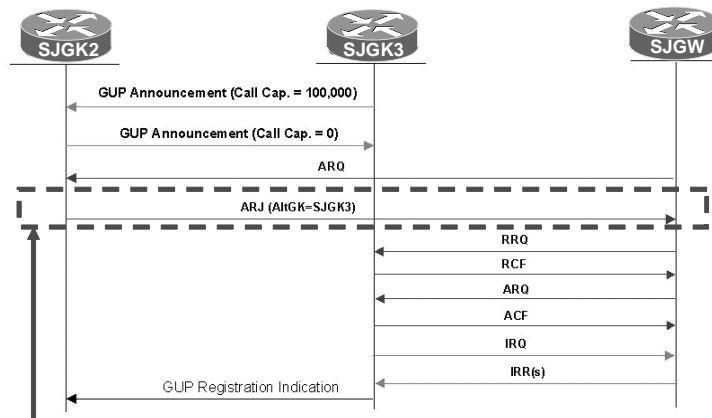 SJGK2
SJGK3
SJGW
GUP Announcement (Call Cap. = 100,000)
GUP Announcement (Call Cap. = 0)
ARQ
ARJ (AltGK=SJGK3)
RRQ
RCF
ARQ
ACF
IRQ
IRR(s)
GUP Registration Indication